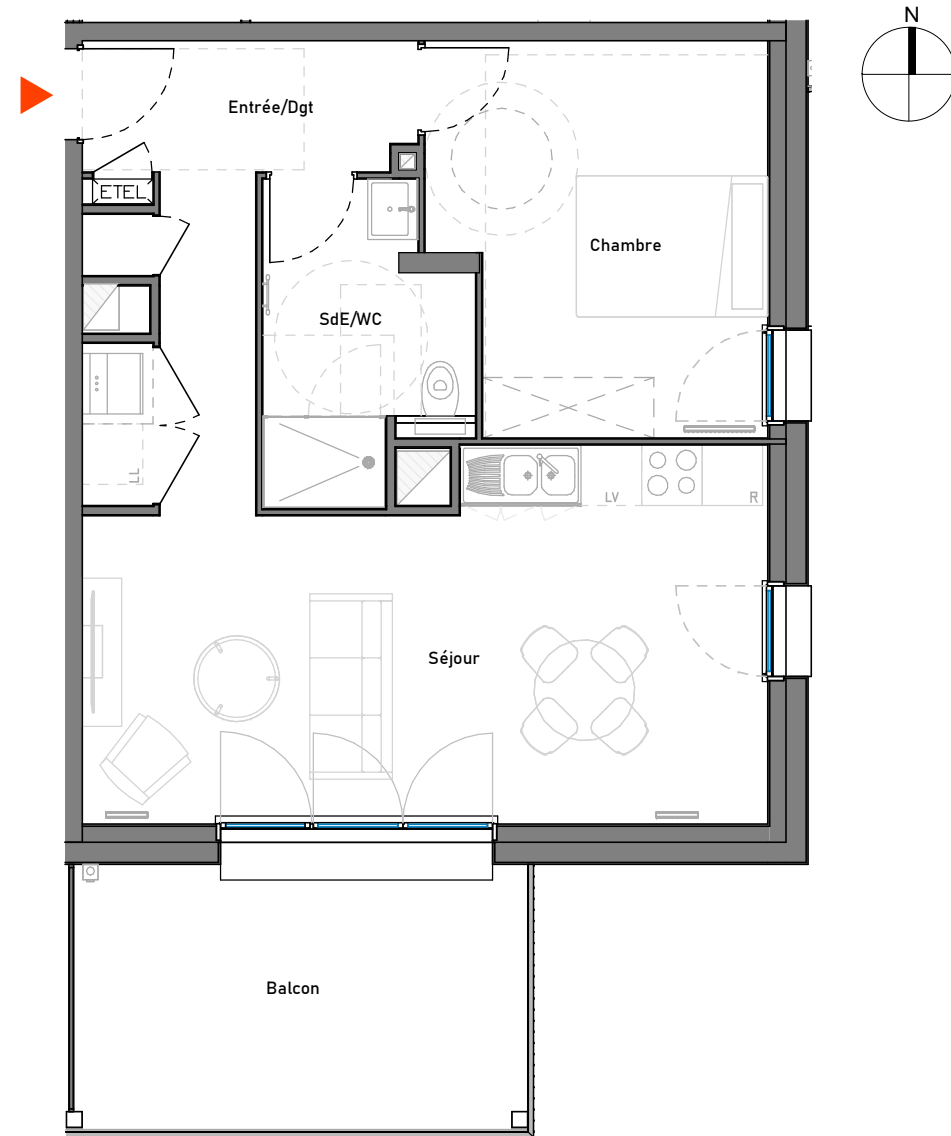 N
Entrée/Dgt
ETEL
Chambre
SdE/WC
LL
LV
R
Séjour
Balcon